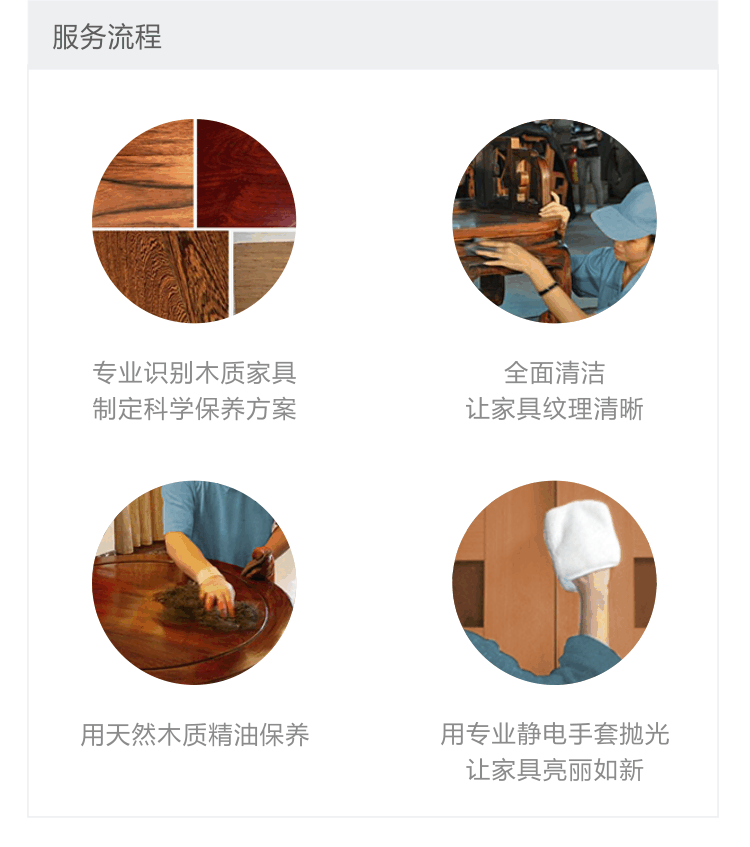 服务流程
专业识别木质家具
制定科学保养方案
全面清洁
让家具纹理清晰
用天然木质精油保养
用专业静电手套抛光
让家具亮丽如新